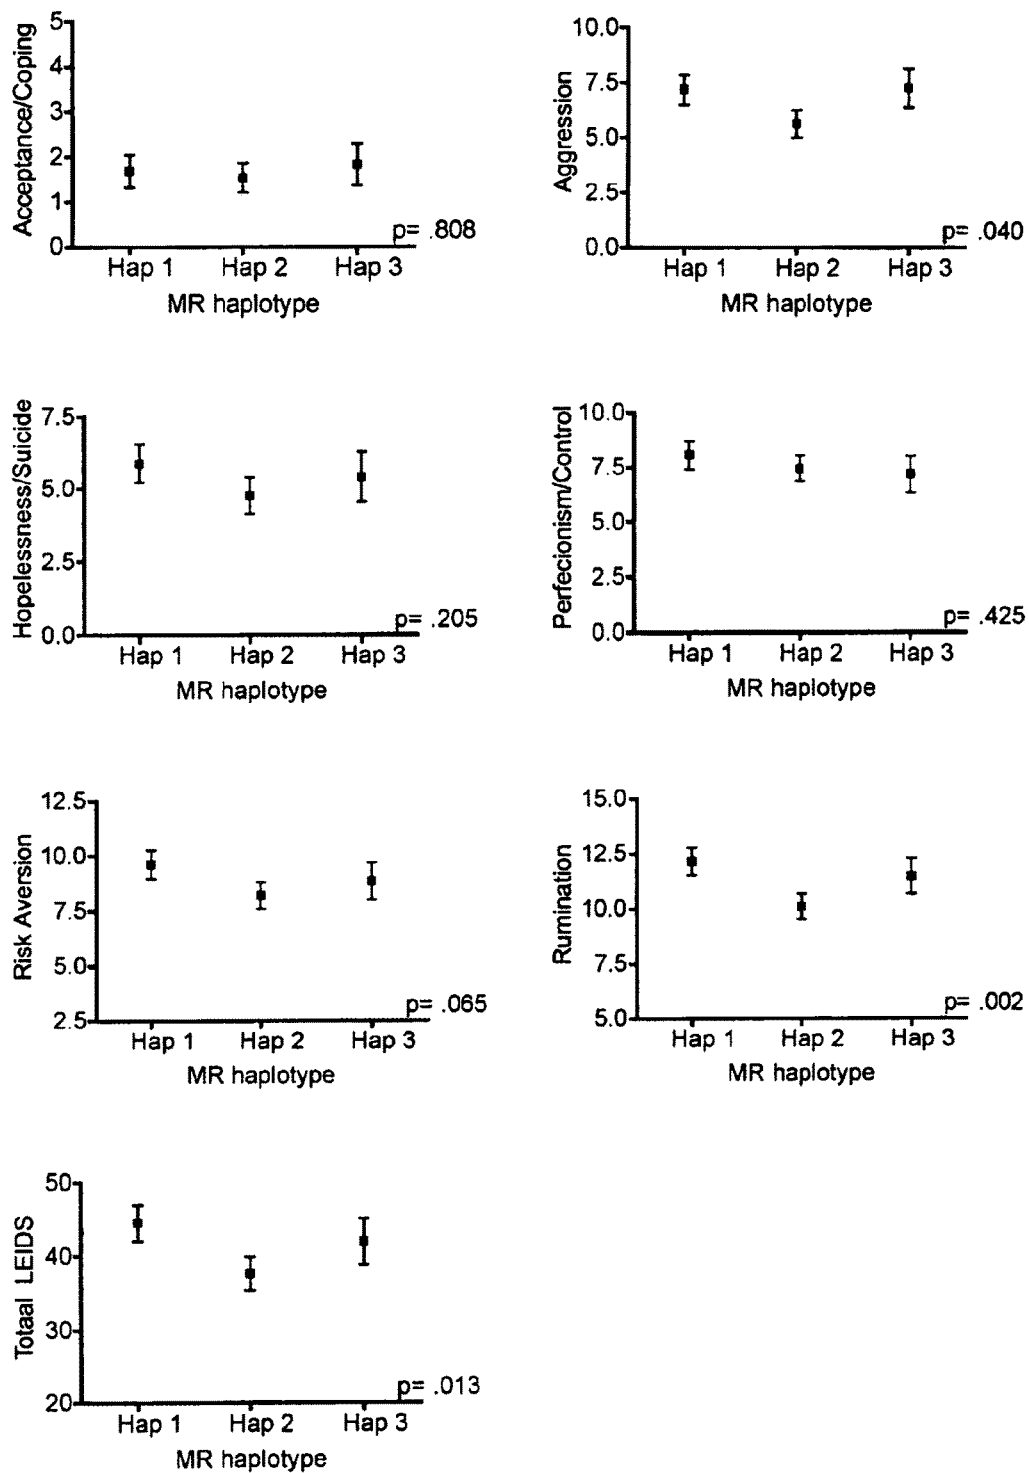 Acceptance/Coping
5
4
3
2
1
0
p= .808
Hap 1 Hap 2 Hap 3
MR haplotype
Aggression
10.0
7.5
5.0
2.5
0.0
p= .040
Hap 1 Hap 2 Hap 3
MR haplotype
Hopelessness/Suicide
7.5
5.0
2.5
0.0
p= .205
Hap 1 Hap 2 Hap 3
MR haplotype
Perfecionism/Control
10.0
7.5
5.0
2.5
0.0
p= .425
Hap 1 Hap 2 Hap 3
MR haplotype
Risk Aversion
12.5
10.0
7.5
5.0
2.5
p= .065
Hap 1 Hap 2 Hap 3
MR haplotype
Rumination
15.0
12.5
10.0
7.5
5.0
p= .002
Hap 1 Hap 2 Hap 3
MR haplotype
Totaal LEIDS
50
40
30
20
p= .013
Hap 1 Hap 2 Hap 3
MR haplotype